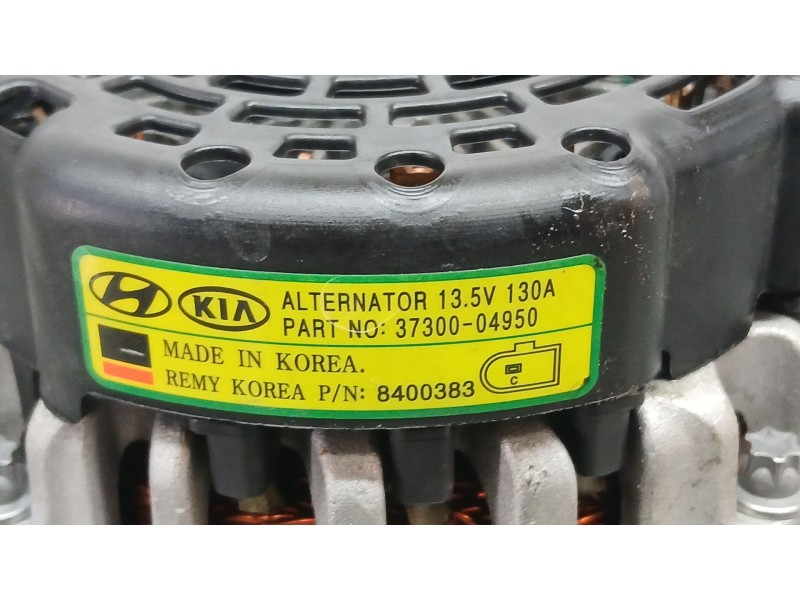 KIA ALTERNATOR 13.5V 130A
PART NO: 37300-04950
MADE IN KOREA.
REMY KOREA P/N: 8400383
C